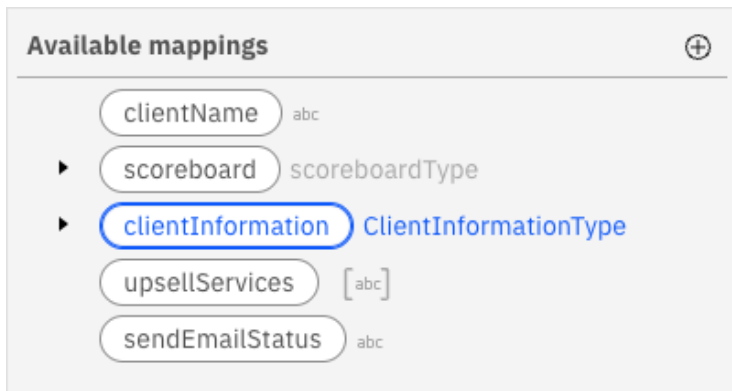 Available mappings
clientName abc
scoreboard scoreboardType
clientInformation ClientInformationType
upsellServices [abc]
sendEmailStatus abc